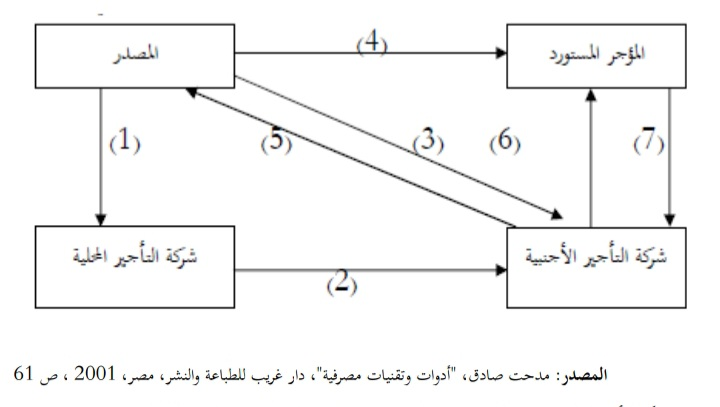 المصدر
(4)
المؤجر المستورد
(1)
(5)
(3)
(6)
(7)
شركة التأجير المحلية
(2)
شركة التأجير الأجنبية
المصدر: مدحت صادق، "أدوات وتقنيات مصرفية"، دار غريب للطباعة والنشر، مصر، 2001 ، ص 61